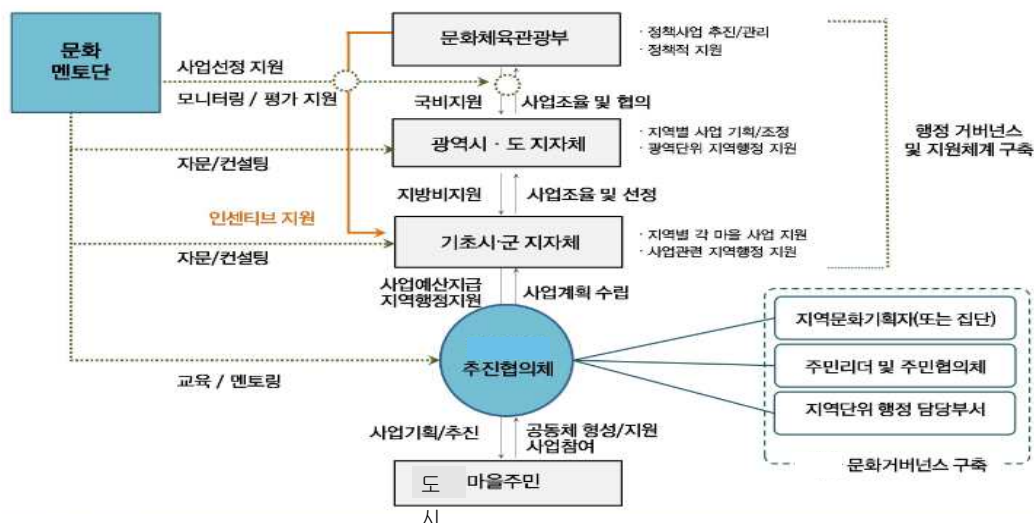 문화
멘토단
문화체육관광부
· 정책사업 추진/관리
· 정책적 지원
사업선정 지원
모니터링 / 평가 지원
국비지원
사업조율 및 협의
광역시 · 도 지자체
· 지역별 사업 기획/조정
· 광역단위 지역행정 지원
행정 거버넌스
및 지원체계 구축
자문/컨설팅
지방비지원
사업조율 및 선정
인센티브 지원
기초시·군 지자체
· 지역별 각 마을 사업 지원
· 사업관련 지역행정 지원
자문/컨설팅
사업예산지급
지역행정지원
사업계획 수립
지역문화기획자(또는 집단)
추진협의체
주민리더 및 주민협의체
교육 / 멘토링
지역단위 행정 담당부서
사업기획/추진
공동체 형성/지원
사업참여
문화거버넌스 구축
도 마을주민
시